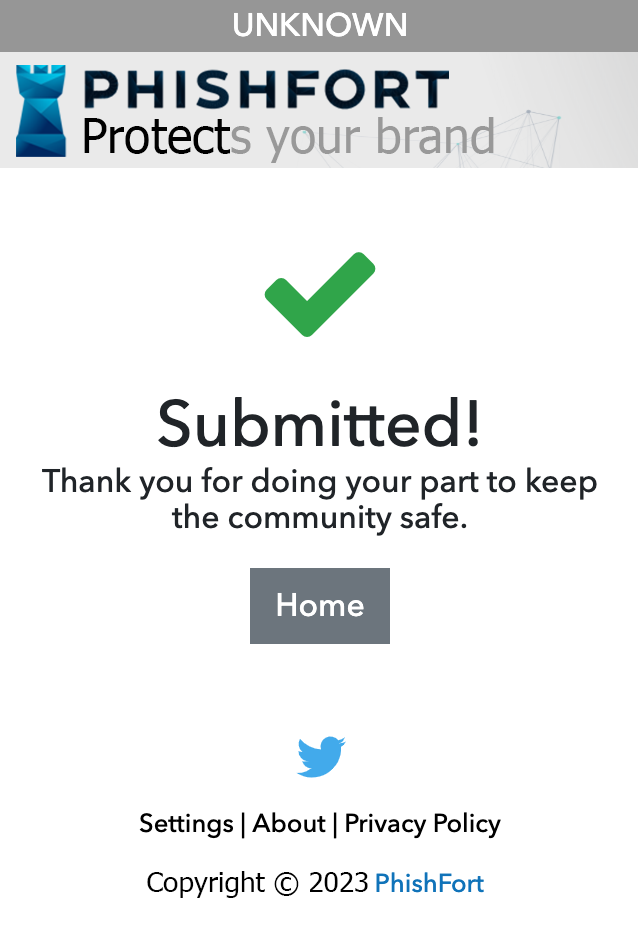 UNKNOWN
PHISHFORT
Protects your brand
Submitted!
Thank you for doing your part to keep
the community safe.
Home
Settings | About | Privacy Policy
Copyright © 2023 PhishFort